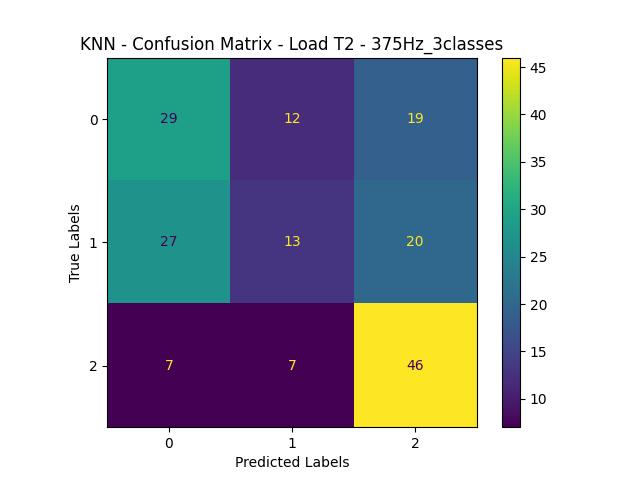 KNN - Confusion Matrix - Load T2 - 375Hz_3classes
45
40
35
30
25
20
15
10
True Labels
0
29 12 19
1
27 13 20
2
7 7 46
0 1 2
Predicted Labels